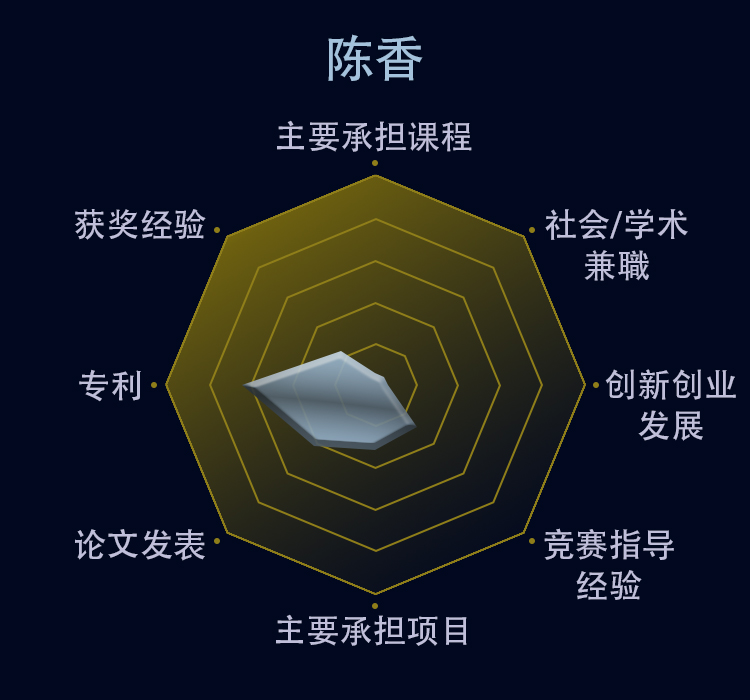 陈香
主要承担课程
获奖经验
社会/学术
兼職
专利
创新创业
发展
论文发表
竞赛指导
经验
主要承担项目